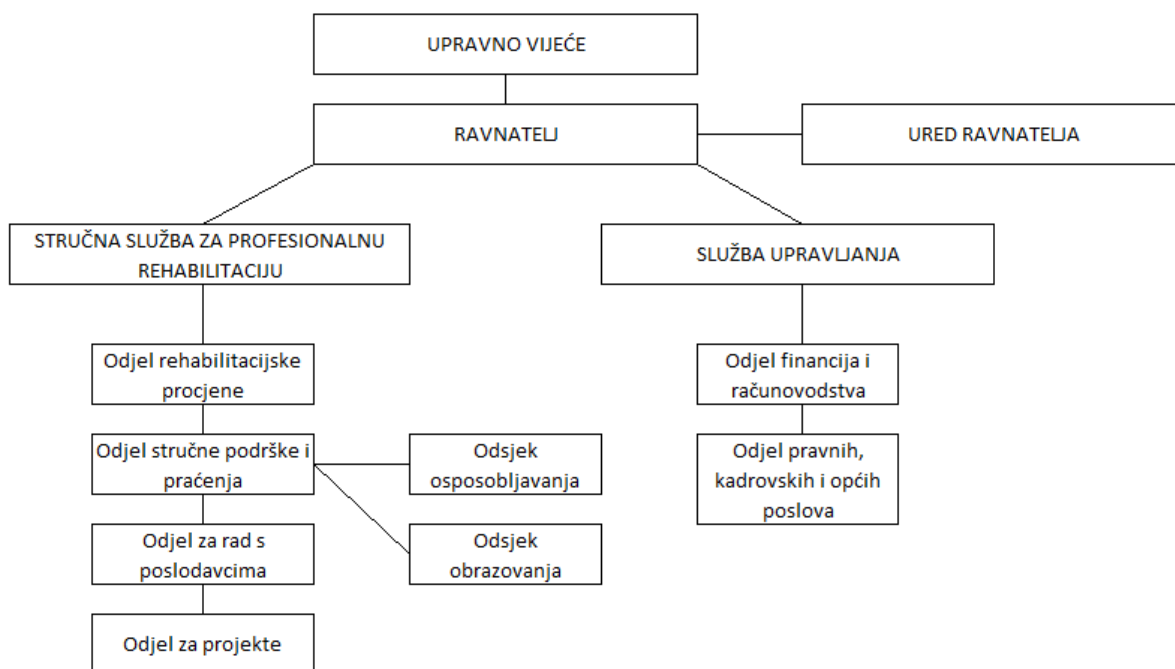 UPRAVNO VIJEĆE
RAVNATELJ
URED RAVNATELJA
STRUČNA SLUŽBA ZA PROFESIONALNU
REHABILITACIJU
SLUŽBA UPRAVLJANJA
Odjel rehabilitacijske
procjene
Odjel financija i
računovodstva
Odjel stručne podrške i
praćenja
Odsjek
osposobljavanja
Odjel pravnih,
kadrovskih i općih
poslova
Odjel za rad s
poslodavcima
Odsjek
obrazovanja
Odjel za projekte